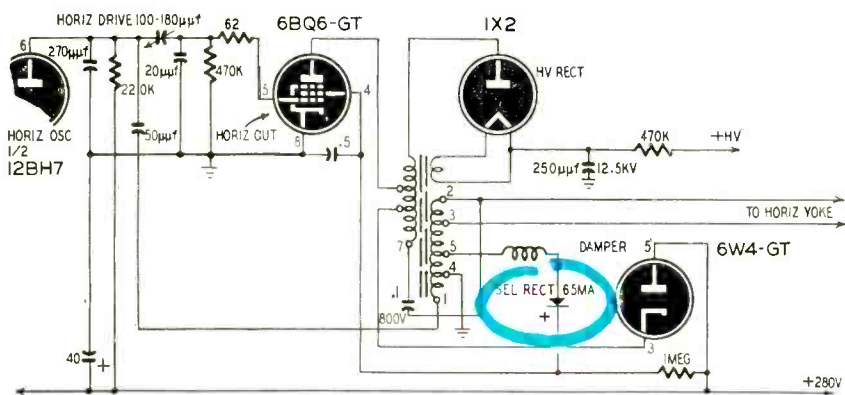 HORIZ DRIVE 100-180µµf
62
6BQ6-GT
1X2
6
270µµf
20µµf
470K
5
4
HV RECT
22.0K
HORIZ OSC
1/2
12BH7
50µµf
HORIZ OUT
8
.5
470K
+HV
250µµf
12.5KV
2
3
TO HORIZ YOKE
7
5
4
DAMPER
5
6W4-GT
.1
800V
1
SEL RECT 65MA
+
3
40
+
1MEG
+280V